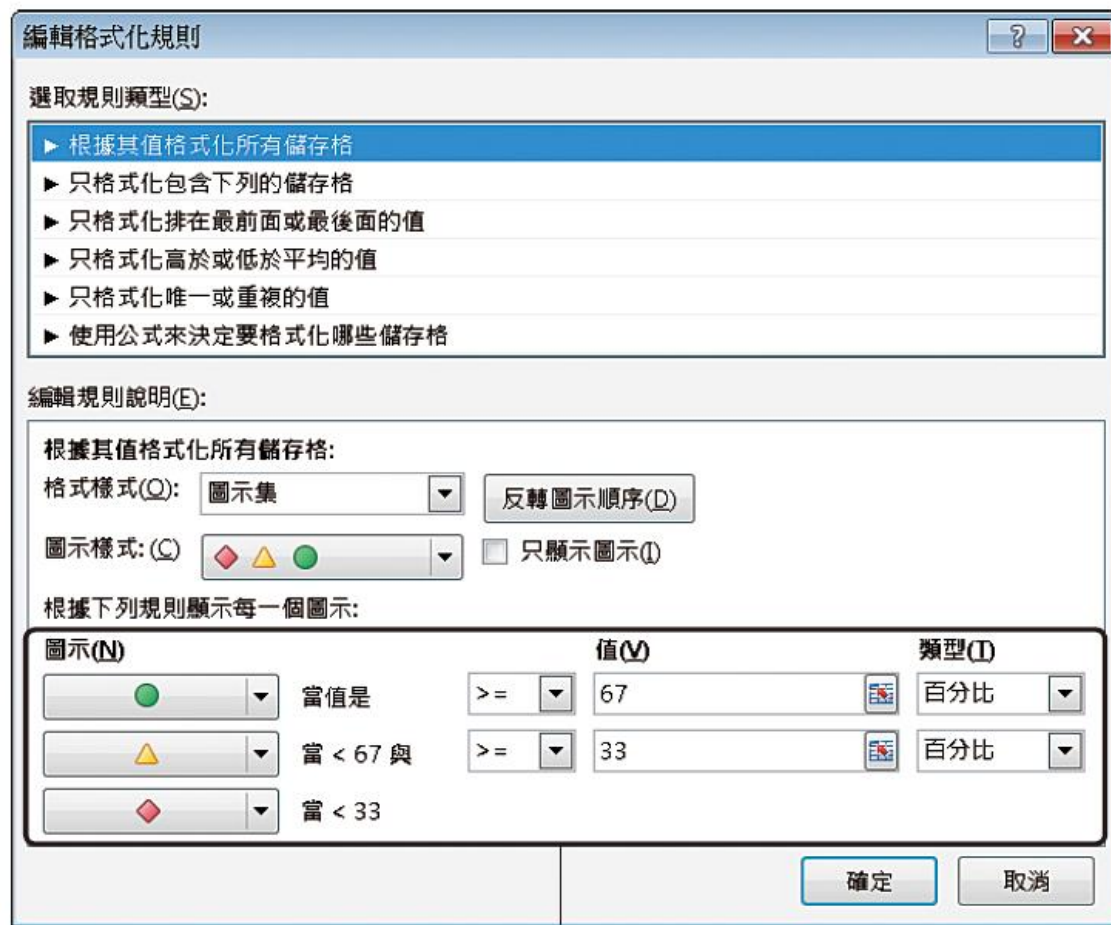 編輯格式化規則
選取規則類型(S):
► 根據其值格式化所有儲存格
► 只格式化包含下列的儲存格
► 只格式化排在最前面或最後面的值
► 只格式化高於或低於平均的值
► 只格式化唯一或重複的值
► 使用公式來決定要格式化哪些儲存格
編輯規則說明(E):
根據其值格式化所有儲存格:
格式樣式(O): 圖示集 反轉圖示順序(D)
圖示樣式:(C) 只顯示圖示(I)
根據下列規則顯示每一個圖示:
圖示(N) 值(V) 類型(T)
當值是 >= 67 百分比
當 < 67 與 >= 33 百分比
當 < 33
確定 取消